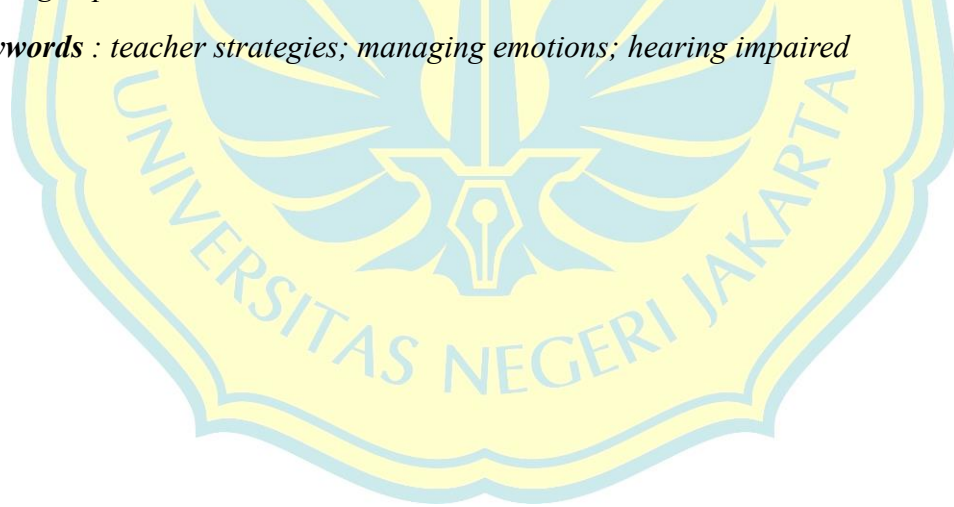 words : teacher strategies; managing emotions; hearing impaired
UNIVERSITAS NEGERI JAKARTA